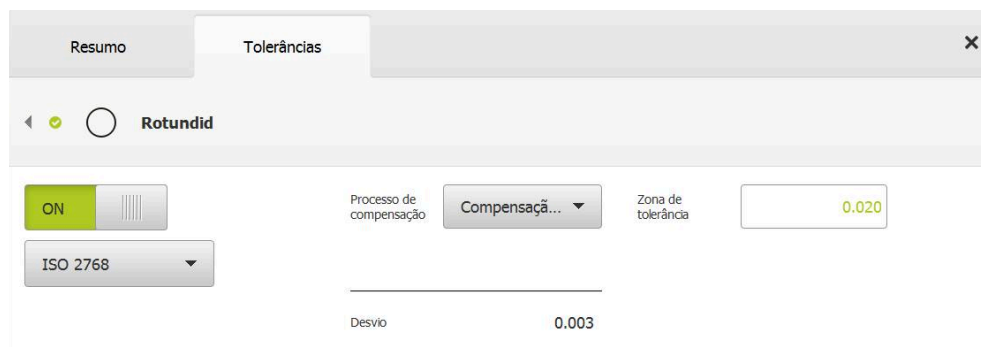 Resumo
Tolerâncias
Rotundid
ON
Processo de
compensação
Compensaçã...
Zona de
tolerância
0.020
ISO 2768
Desvio
0.003